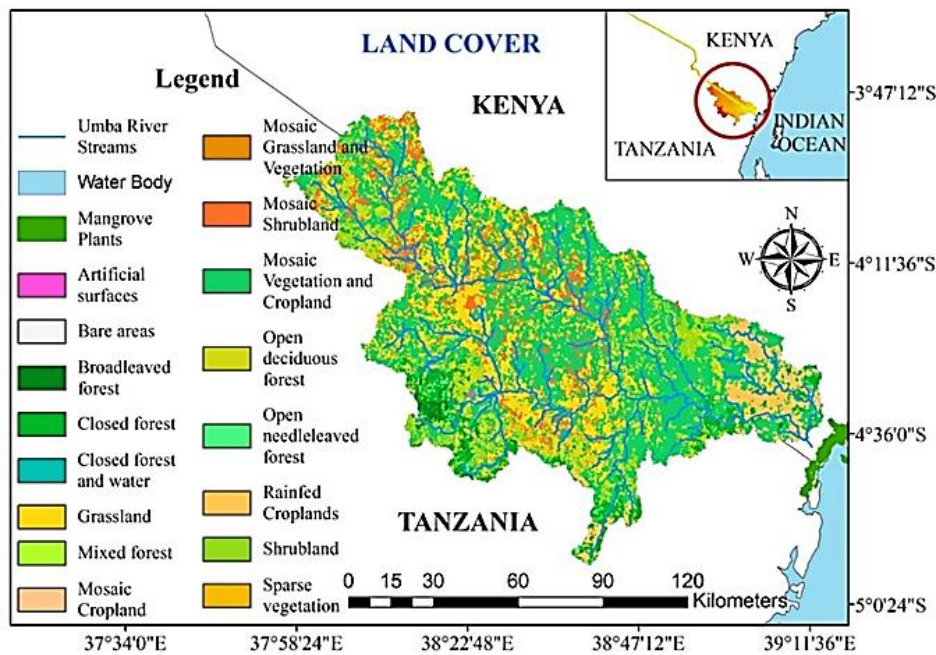 LAND COVER
Legend
Umba River
Streams
Water Body
Mangrove
Plants
Artificial
surfaces
Bare areas
Broadleaved
forest
Closed forest
Closed forest
and water
Grassland
Mixed forest
Mosaic
Cropland
Mosaic
Grassland and
Vegetation
Mosaic
Shrubland
Mosaic
Vegetation and
Cropland
Open
deciduous
forest
Open
needleleaved
forest
Rainfed
Croplands
Shrubland
Sparse
vegetation
KENYA
TANZANIA
KENYA
TANZANIA
INDIAN
OCEAN
N
W E
S
0 15 30 60 90 120
Kilometers
3°47'12"S
4°11'36"S
4°36'0"S
5°0'24"S
37°34'0"E 37°58'24"E 38°22'48"E 38°47'12"E 39°11'36"E